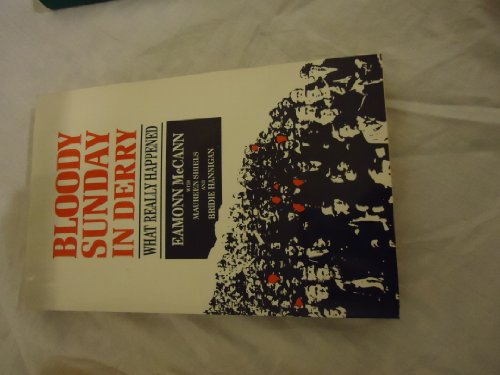 BLOODY
SUNDAY
IN DERRY
WHAT REALLY HAPPENED
EAMONN McCANN
WITH
MAUREEN SHIELS
AND
BRIDIE HANNIGAN